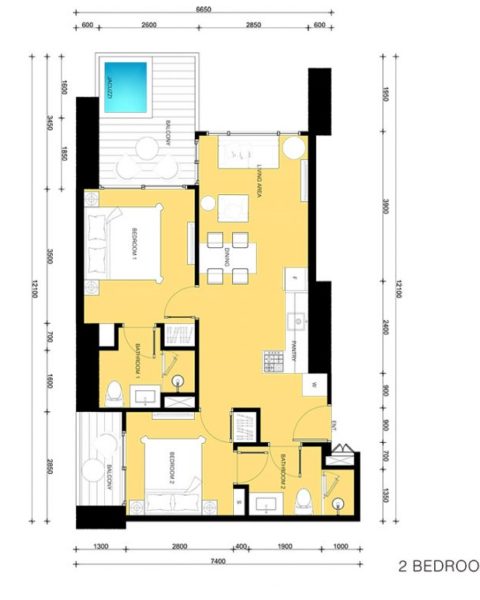 6650
600
2600
2850
600
1600
3450
1850
12100
3500
700
1600
2850
1950
3900
12100
2400
900
900
700
1350
JACUZZI
BALCONY
LIVING AREA
BEDROOM 1
DINING
F
PANTRY
BATHROOM 1
W
ENT
BEDROOM 2
BATHROOM 2
BALCONY
S
1300
2800
400
1900
1000
7400
2 BEDROO